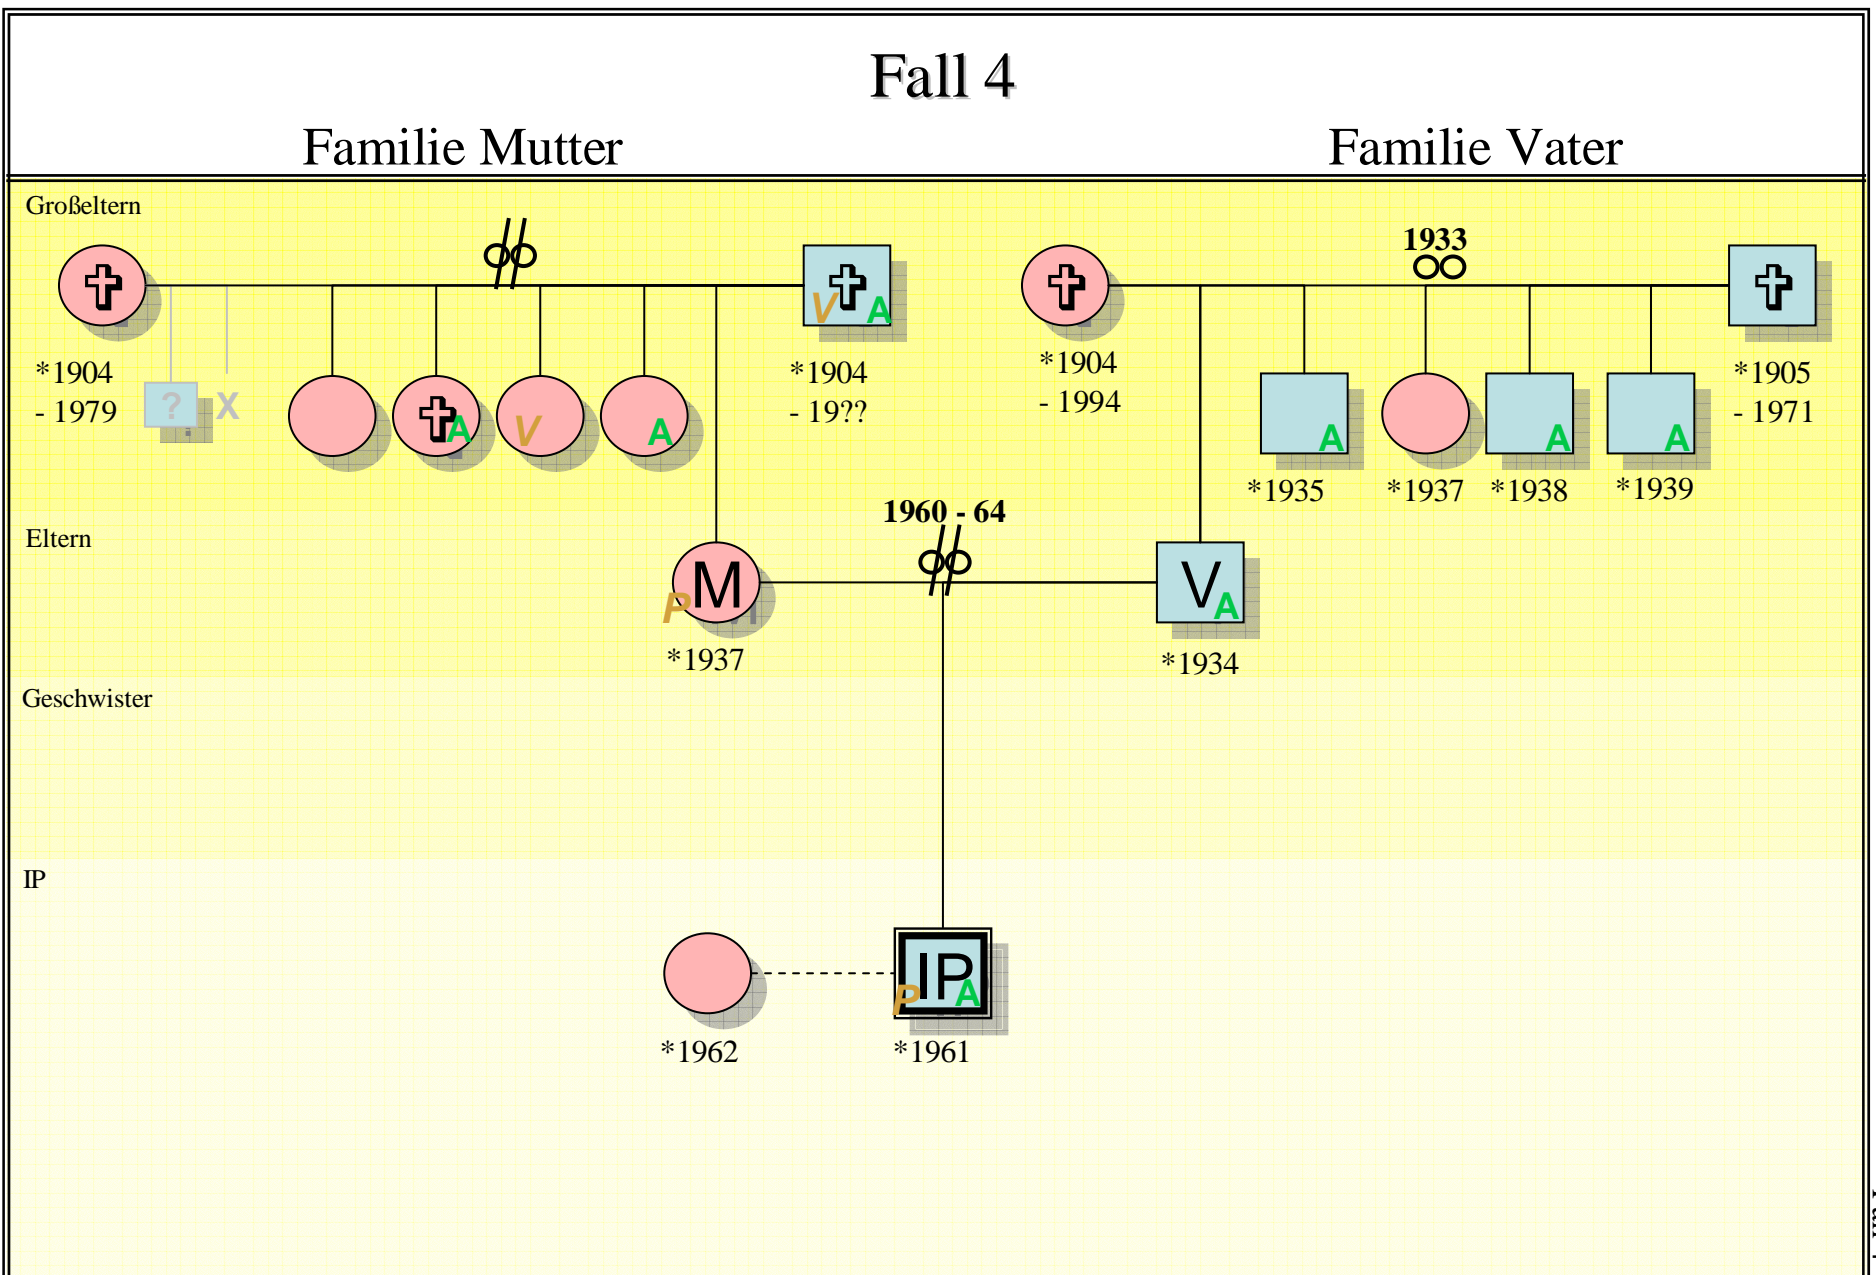 Fall 4
Familie Mutter
Familie Vater
Großeltern
1933
V A
*1904
- 1979
? X
A
V
A
*1904
- 19??
*1904
- 1994
A
A
A
*1905
- 1971
*1935
*1937
*1938
*1939
1960 - 64
Eltern
P M
V A
*1937
*1934
Geschwister
IP
IP
P A
*1962
*1961